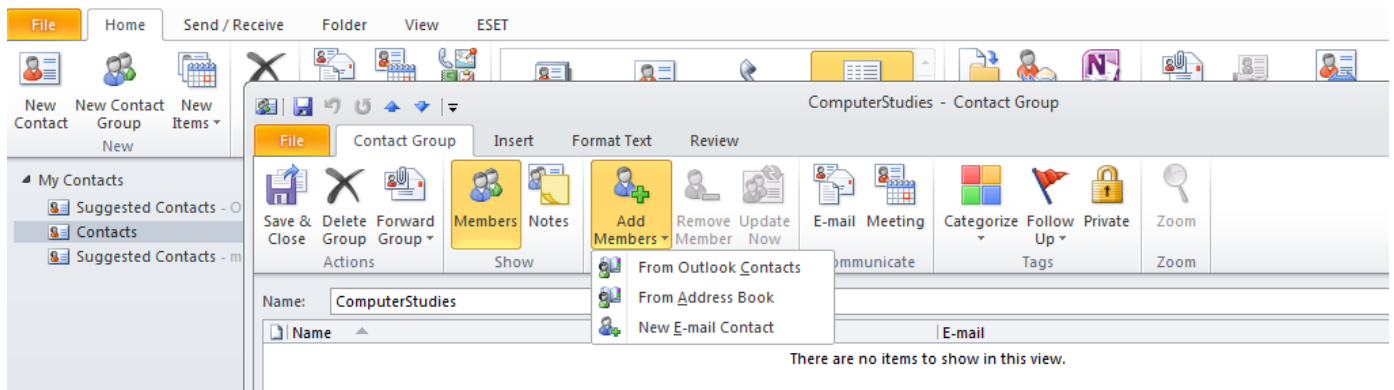 File Home Send / Receive Folder View ESET
New Contact
New Contact Group
New Items
New
ComputerStudies - Contact Group
File Contact Group Insert Format Text Review
My Contacts
Suggested Contacts - O
Contacts
Suggested Contacts - m
Save & Close
Delete Group
Forward Group
Members
Notes
Add Members
Remove Member
Update Now
E-mail
Meeting
Categorize
Follow Up
Private
Zoom
Actions Show ommunicate Tags Zoom
From Outlook Contacts
From Address Book
New E-mail Contact
Name: ComputerStudies
Name E-mail
There are no items to show in this view.